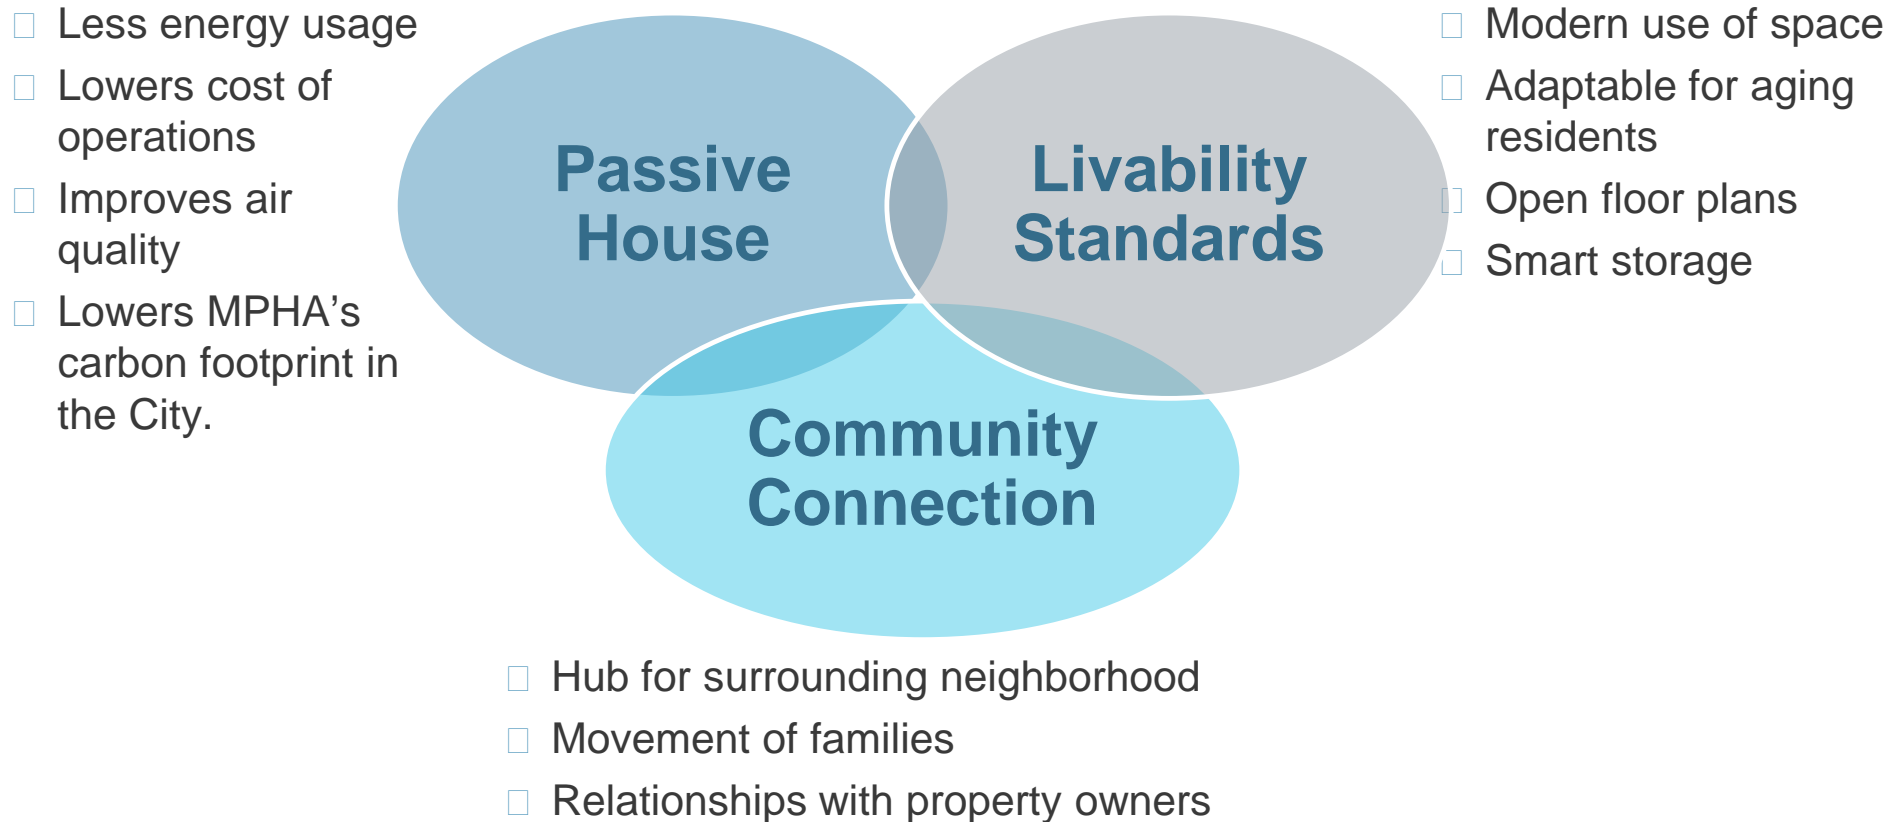 Less energy usage
Lowers cost of
operations
Improves air
quality
Lowers MPHA’s
carbon footprint in
the City.
Passive
House
Livability
Standards
Modern use of space
Adaptable for aging
residents
Open floor plans
Smart storage
Community
Connection
Hub for surrounding neighborhood
Movement of families
Relationships with property owners